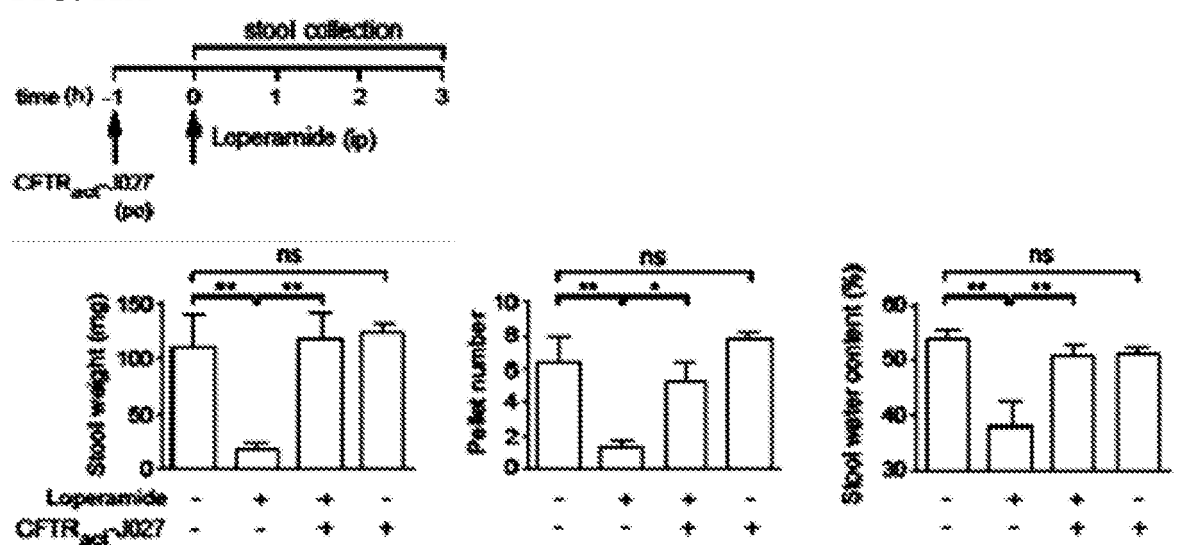 stool collection
time (h) -1 0 1 2 3
Loperamide (ip)
CFTRact-J027
(po)
ns
** **
Stool weight (mg)
150
100
50
0
ns
** *
Pellet number
10
8
6
4
2
0
ns
** **
Stool water content (%)
60
50
40
30
Loperamide - + + - - + + - - + + -
CFTRact-J027 - - + + - - + + - - + +